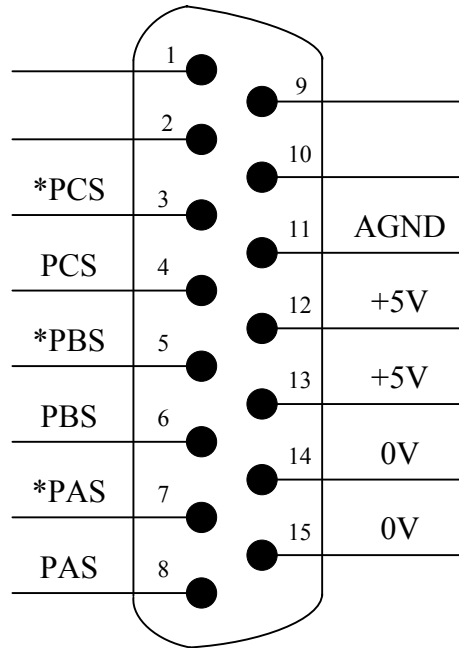 1
2
*PCS 3
PCS 4
*PBS 5
PBS 6
*PAS 7
PAS 8
9
10
11 AGND
12 +5V
13 +5V
14 0V
15 0V